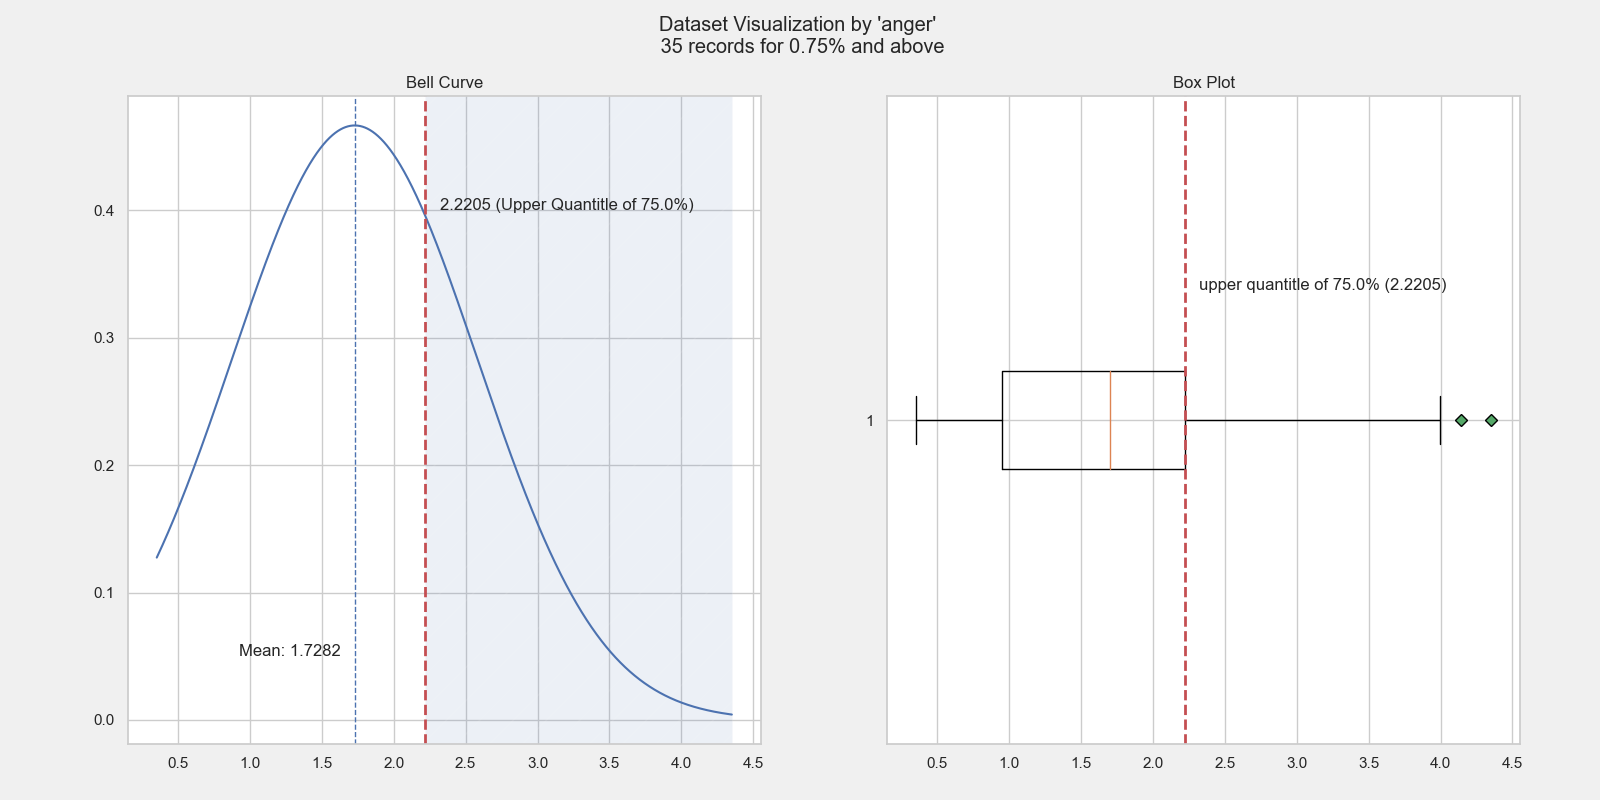 Dataset Visualization by 'anger'
35 records for 0.75% and above
Bell Curve
0.4
0.3
0.2
0.1
0.0
2.2205 (Upper Quantitle of 75.0%)
Mean: 1.7282
0.5 1.0 1.5 2.0 2.5 3.0 3.5 4.0 4.5
Box Plot
upper quantitle of 75.0% (2.2205)
1
0.5 1.0 1.5 2.0 2.5 3.0 3.5 4.0 4.5